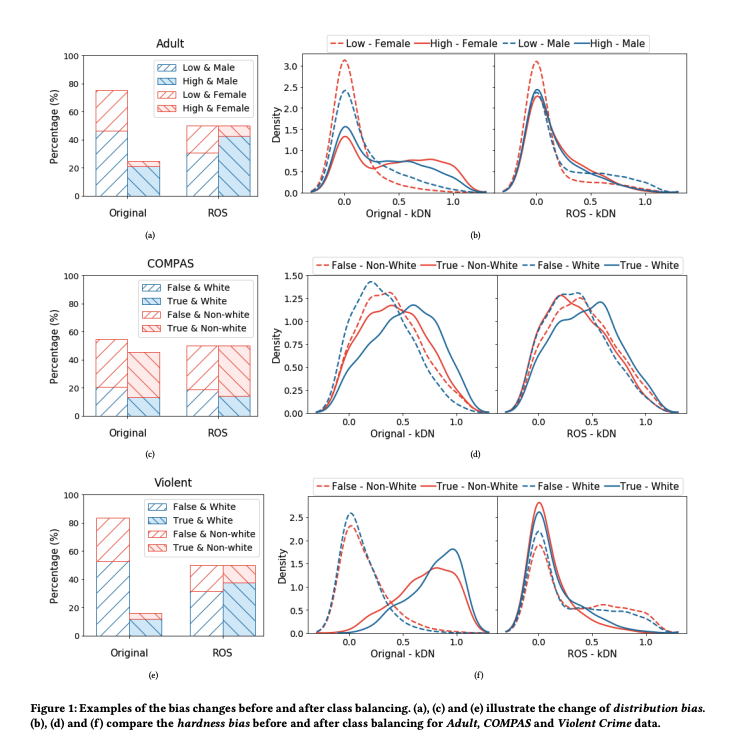 Adult
Low - Female High - Female Low - Male High - Male
100
80
60
40
20
0
Percentage (%)
Low & Male
High & Male
Low & Female
High & Female
Original ROS
(a)
3.0
2.5
2.0
1.5
1.0
0.5
0.0
Density
0.0 0.5 1.0
0.0 0.5 1.0
Orignal - kDN
ROS - kDN
(b)
COMPAS
False - Non-White True - Non-White False - White True - White
100
80
60
40
20
0
Percentage (%)
False & White
True & White
False & Non-white
True & Non-white
Original ROS
(c)
1.50
1.25
1.00
0.75
0.50
0.25
0.00
Density
0.0 0.5 1.0
0.0 0.5 1.0
Orignal - kDN
ROS - kDN
(d)
Violent
False - Non-White True - Non-White False - White True - White
100
80
60
40
20
0
Percentage (%)
False & White
True & White
False & Non-white
True & Non-white
Original ROS
(e)
2.5
2.0
1.5
1.0
0.5
0.0
Density
0.0 0.5 1.0
0.0 0.5 1.0
Orignal - kDN
ROS - kDN
(f)
Figure 1: Examples of the bias changes before and after class balancing. (a), (c) and (e) illustrate the change of distribution bias.
(b), (d) and (f) compare the hardness bias before and after class balancing for Adult, COMPAS and Violent Crime data.